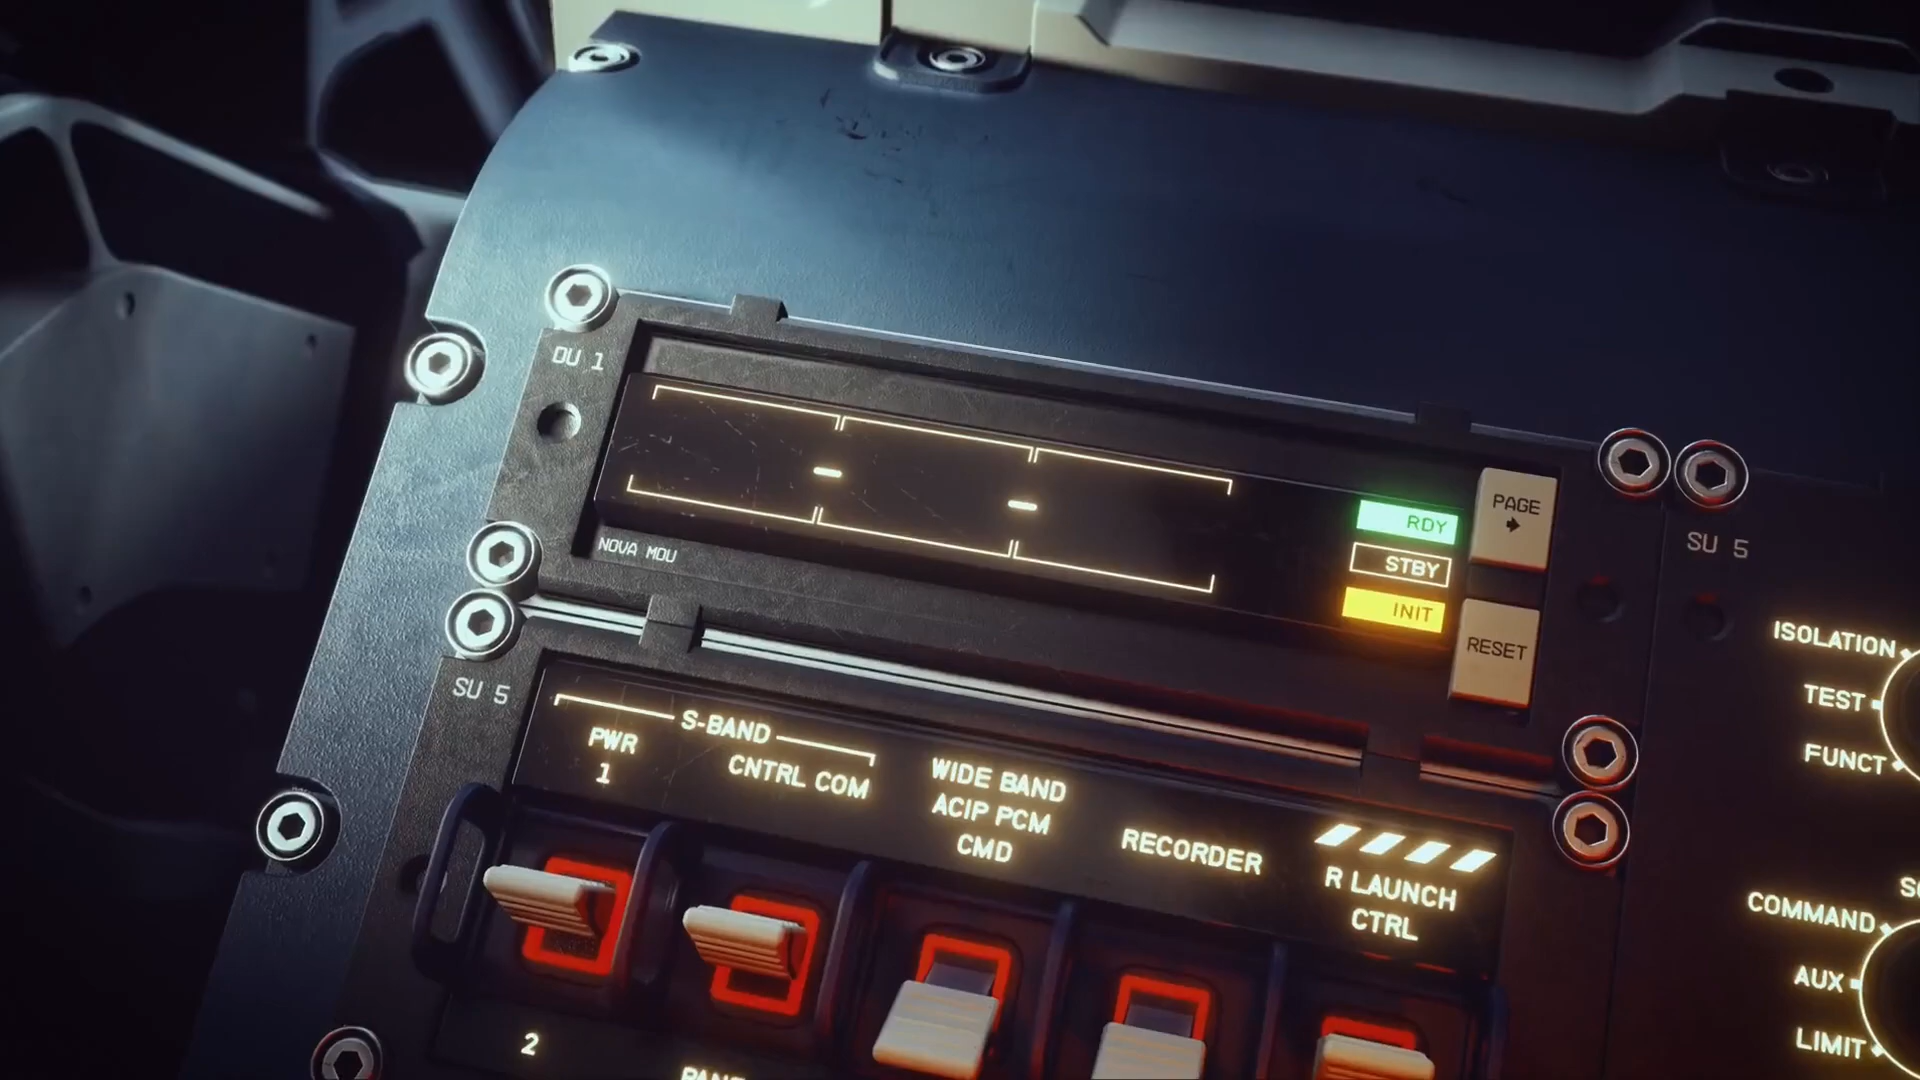 DU 1
RDY
STBY
INIT
PAGE
RESET
NOVA MDU
SU 5
SU 5
S-BAND
PWR
1
CNTRL COM
WIDE BAND
ACIP PCM
CMD
RECORDER
R LAUNCH
CTRL
2
ISOLATION
TEST
FUNCT
COMMAND
AUX
LIMIT